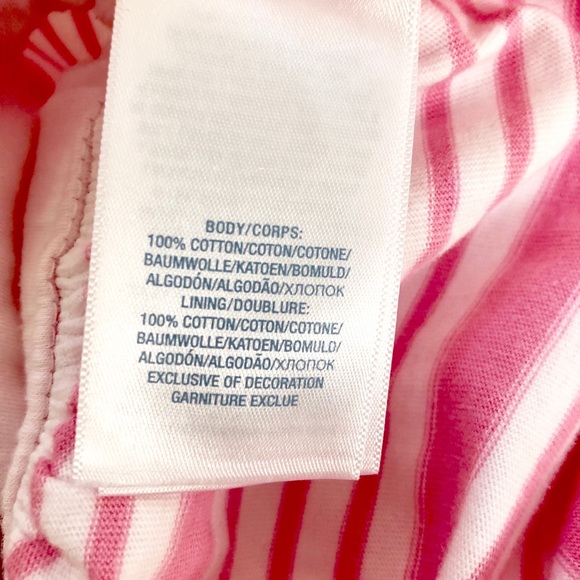 BODY/CORPS:
100% COTTON/COTON/COTONE/
BAUMWOLLE/KATOEN/BOMULD/
ALGODÓN/ALGODÃO/ХЛОПОК
LINING/DOUBLURE:
100% COTTON/COTON/COTONE/
BAUMWOLLE/KATOEN/BOMULD/
ALGODÓN/ALGODÃO/ХЛОПОК
EXCLUSIVE OF DECORATION
GARNITURE EXCLUE